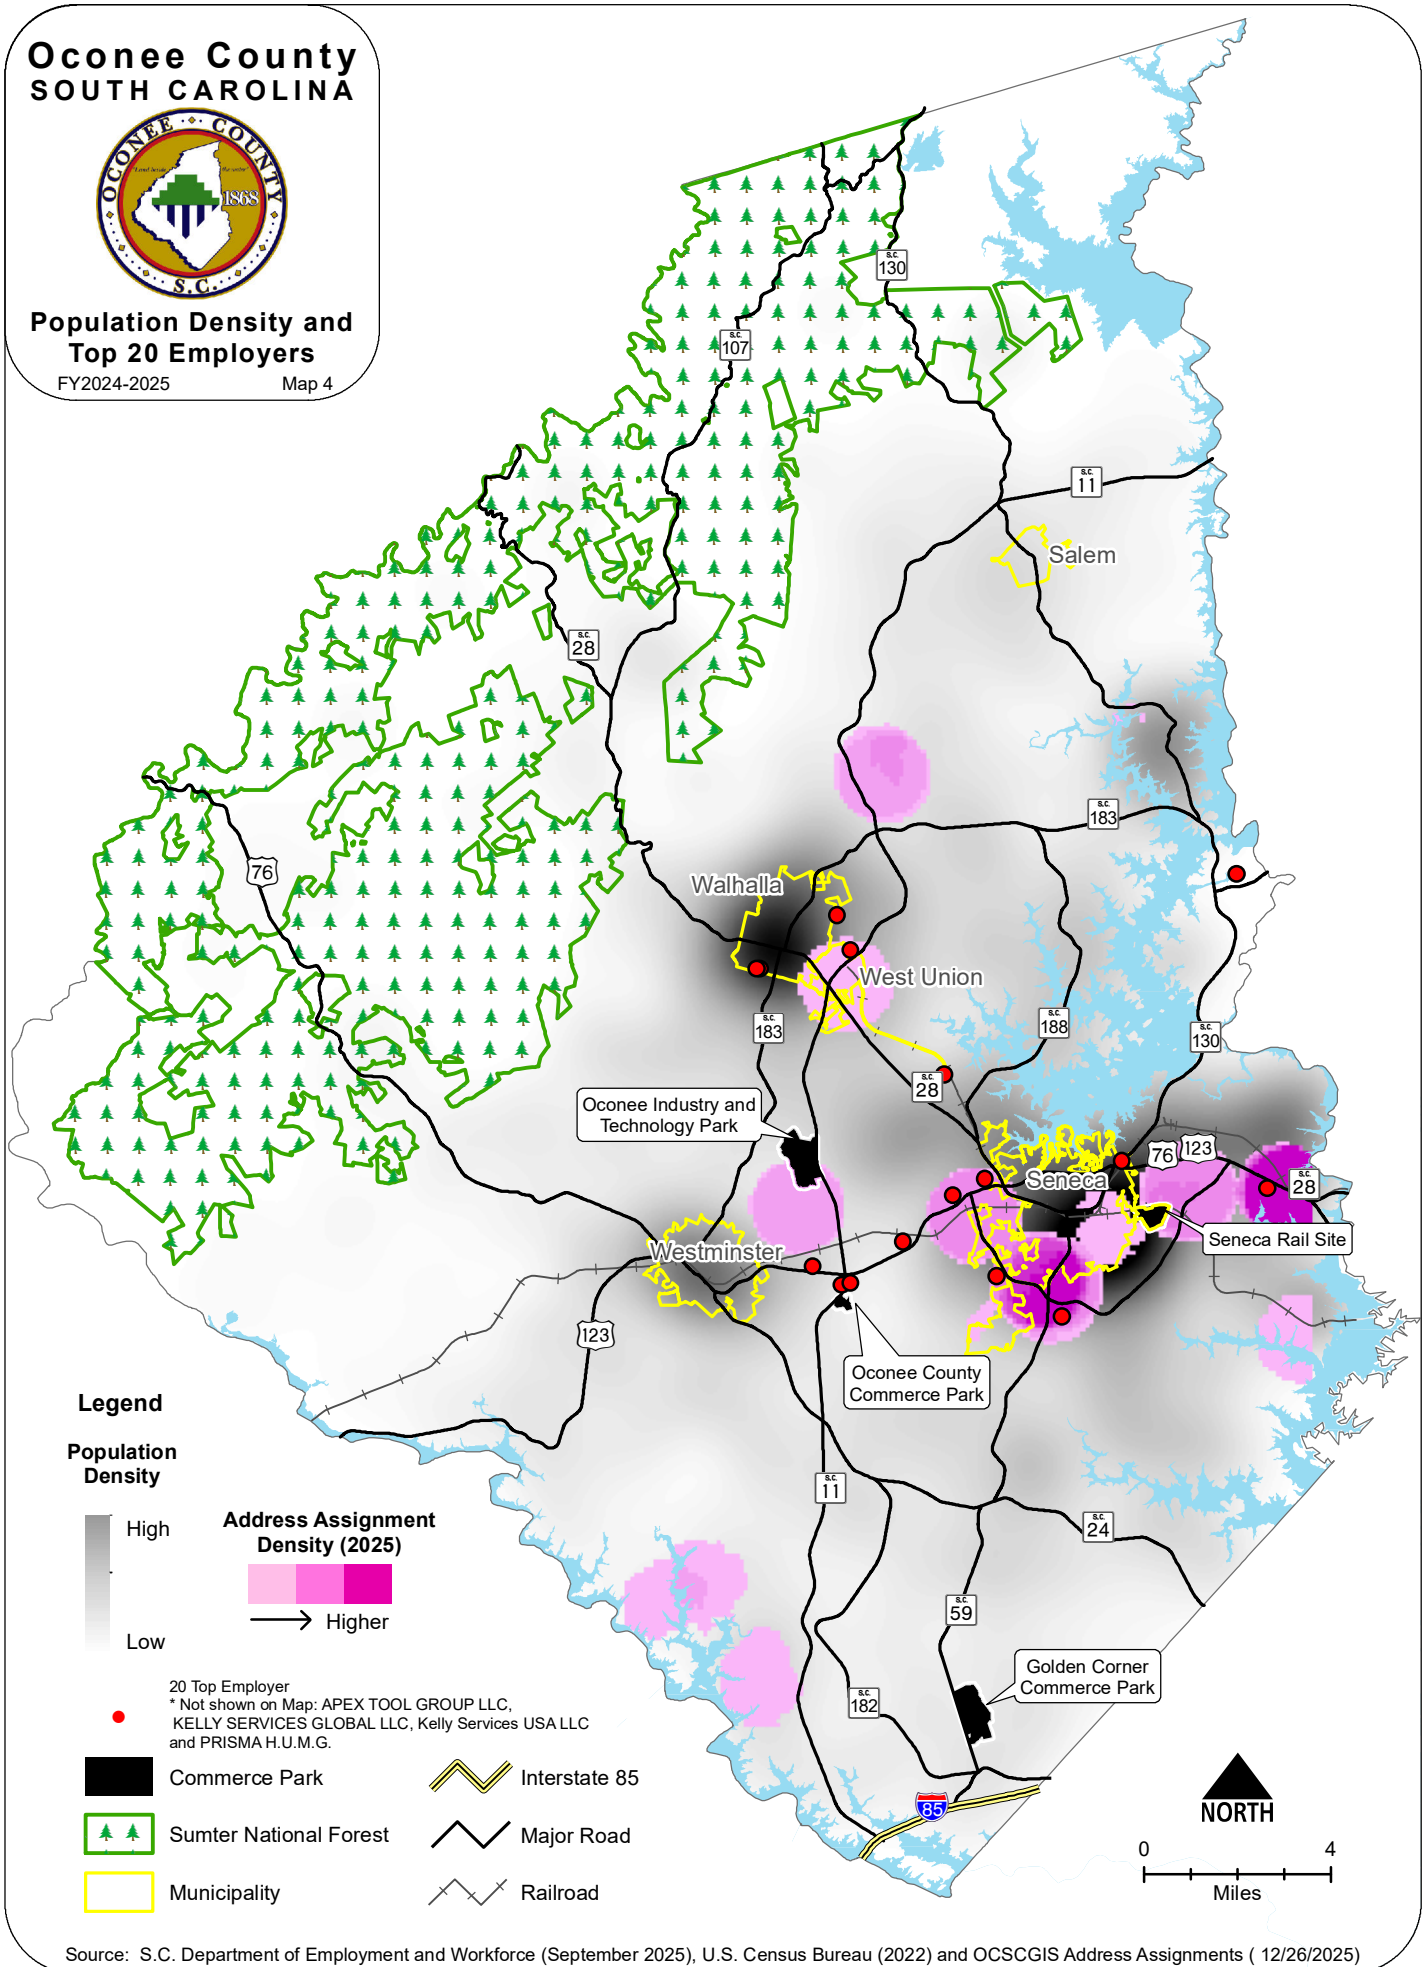 Oconee County
SOUTH CAROLINA
OCONEE COUNTY
1868
S.C.
Population Density and
Top 20 Employers
FY2024-2025 Map 4
S.C.
130
S.C.
107
S.C.
11
Salem
S.C.
28
S.C.
183
76
Walhalla
West Union
S.C.
183
S.C.
188
S.C.
130
S.C.
28
Oconee Industry and
Technology Park
76
123
Seneca
S.C.
28
Seneca Rail Site
Westminster
123
Oconee County
Commerce Park
S.C.
11
S.C.
24
S.C.
59
Golden Corner
Commerce Park
S.C.
182
85
Legend
Population
Density
High
Low
Address Assignment
Density (2025)
Higher
20 Top Employer
* Not shown on Map: APEX TOOL GROUP LLC,
KELLY SERVICES GLOBAL LLC, Kelly Services USA LLC
and PRISMA H.U.M.G.
Commerce Park
Interstate 85
Sumter National Forest
Major Road
Municipality
Railroad
NORTH
0 4
Miles
Source: S.C. Department of Employment and Workforce (September 2025), U.S. Census Bureau (2022) and OCSCGIS Address Assignments ( 12/26/2025)